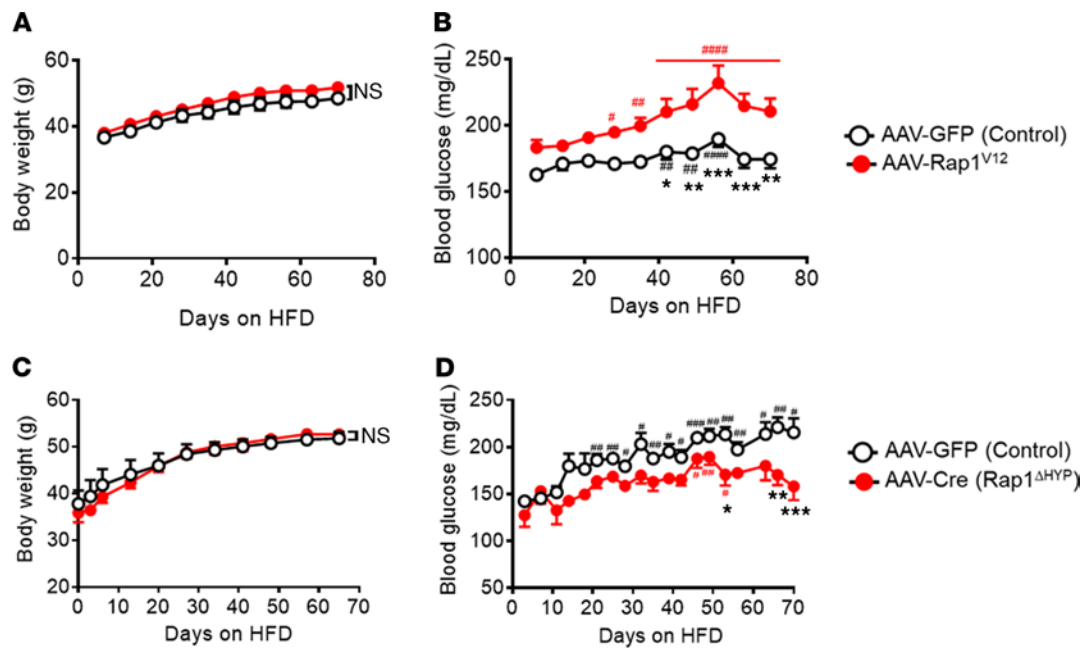 A
Body weight (g)
60
40
20
0
0 20 40 60 80
Days on HFD
NS
B
Blood glucose (mg/dL)
250
200
150
100
0 20 40 60 80
Days on HFD
# ## ####
## ## ####
* ** *** *** **
AAV-GFP (Control)
AAV-Rap1V12
C
Body weight (g)
60
50
40
30
20
0 10 20 30 40 50 60 70
Days on HFD
NS
D
Blood glucose (mg/dL)
250
200
150
100
50
0 10 20 30 40 50 60 70
Days on HFD
## ## # # ## # # ### ## ## ## # ## #
# ## #
* ** ***
AAV-GFP (Control)
AAV-Cre (Rap1ΔHYP)